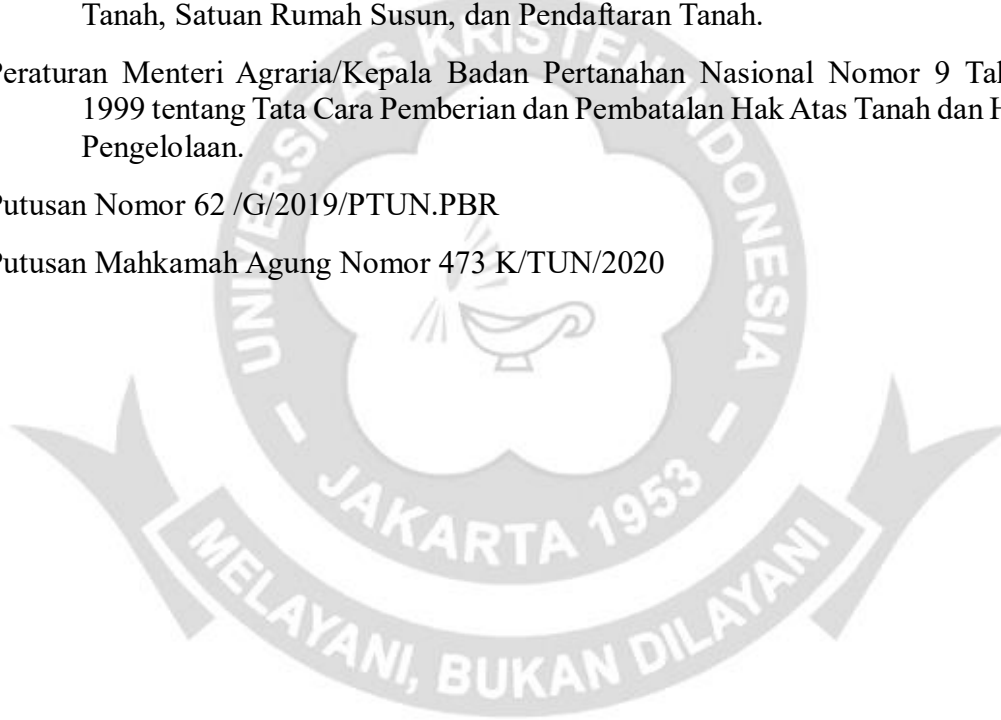 Tanah, Satuan Rumah Susun, dan Pendaftaran Tanah.
Peraturan Menteri Agraria/Kepala Badan Pertanahan Nasional Nomor 9
1999 tentang Tata Cara Pemberian dan Pembatalan Hak Atas Tanah dan
Pengelolaan.
Putusan Nomor 62 /G/2019/PTUN.PBR
Putusan Mahkamah Agung Nomor 473 K/TUN/2020
UNIVERSITAS KRISTEN INDONESIA
- JAKARTA 1953 -
MELAYANI, BUKAN DILAYANI